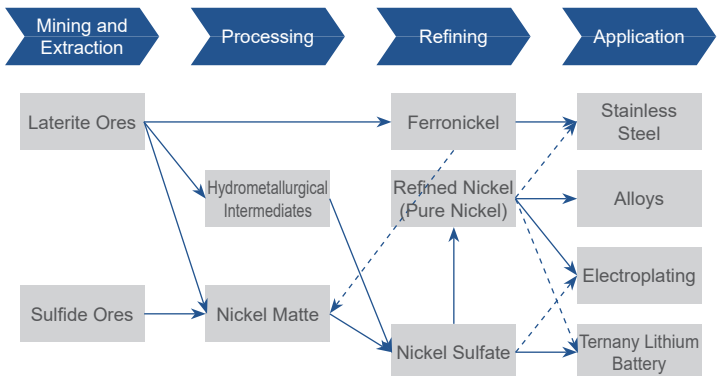 Mining and
Extraction
Processing
Refining
Application
Laterite Ores
Ferronickel
Stainless
Steel
Hydrometallurgical
Intermediates
Refined Nickel
(Pure Nickel)
Alloys
Electroplating
Sulfide Ores
Nickel Matte
Nickel Sulfate
Ternany Lithium
Battery